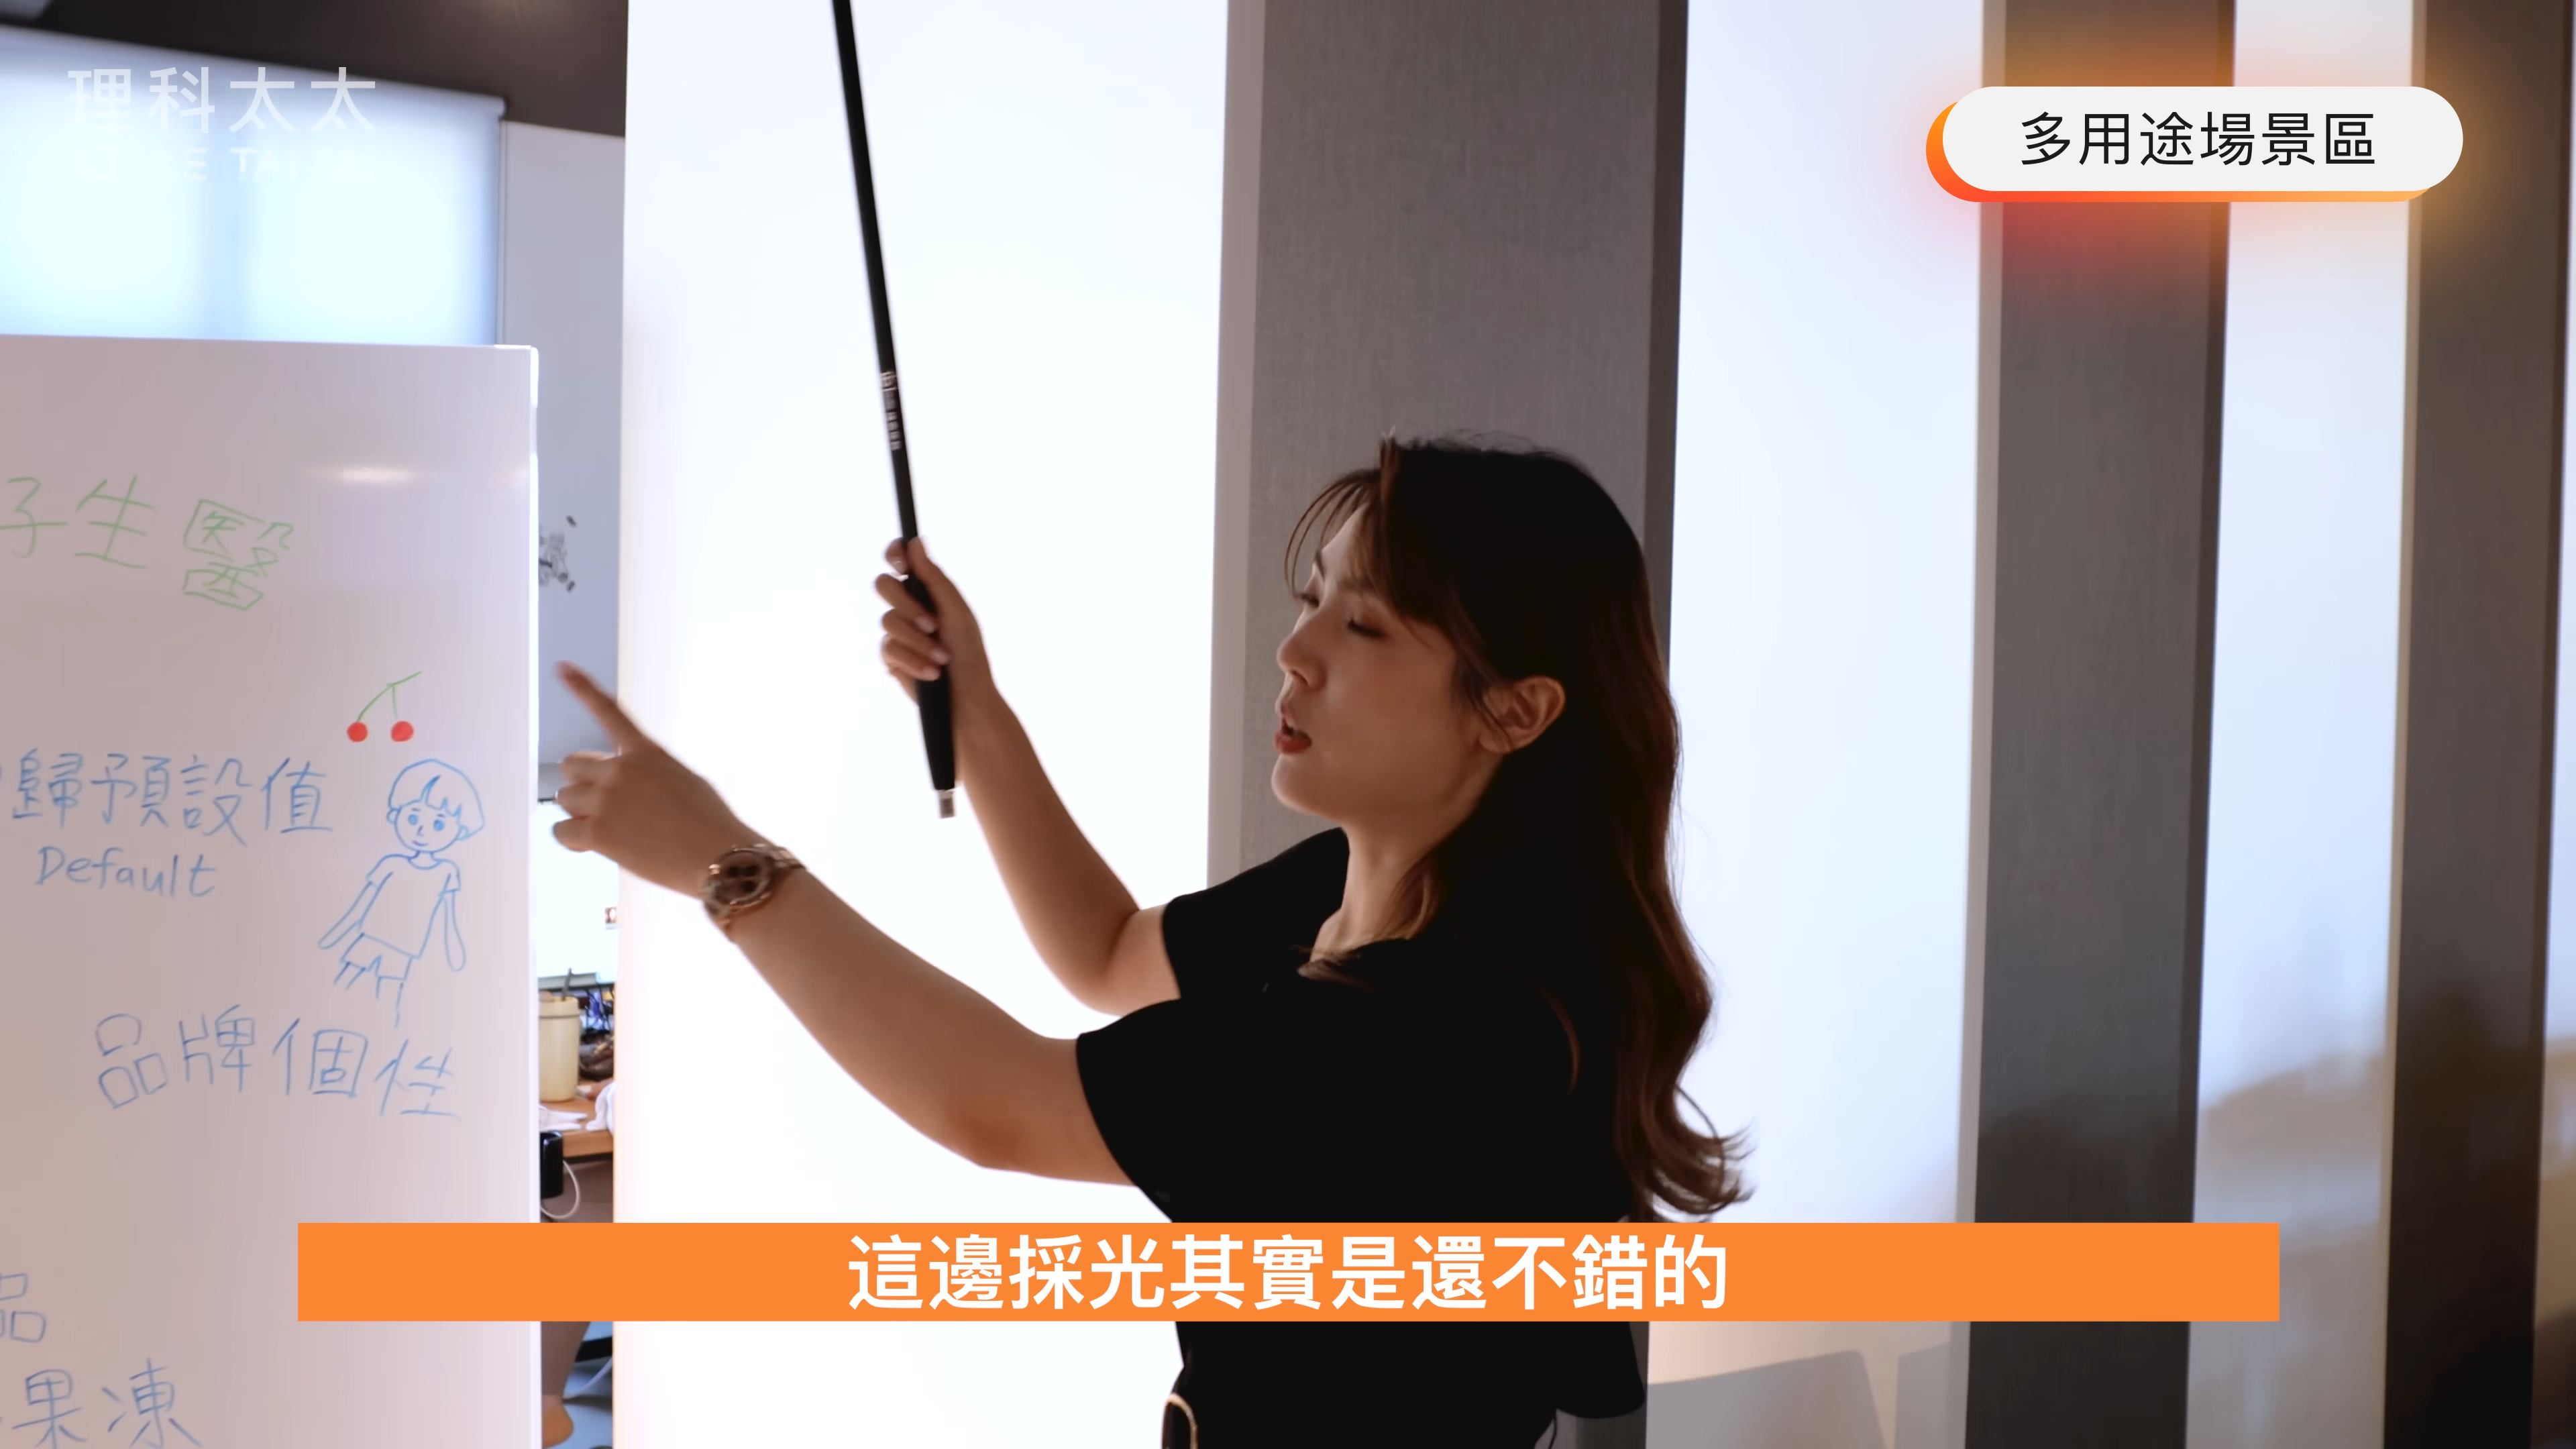 理科太太
多用途場景區
子生醫
歸預設值
Default
品牌個性
品
果凍
這邊採光其實是還不錯的